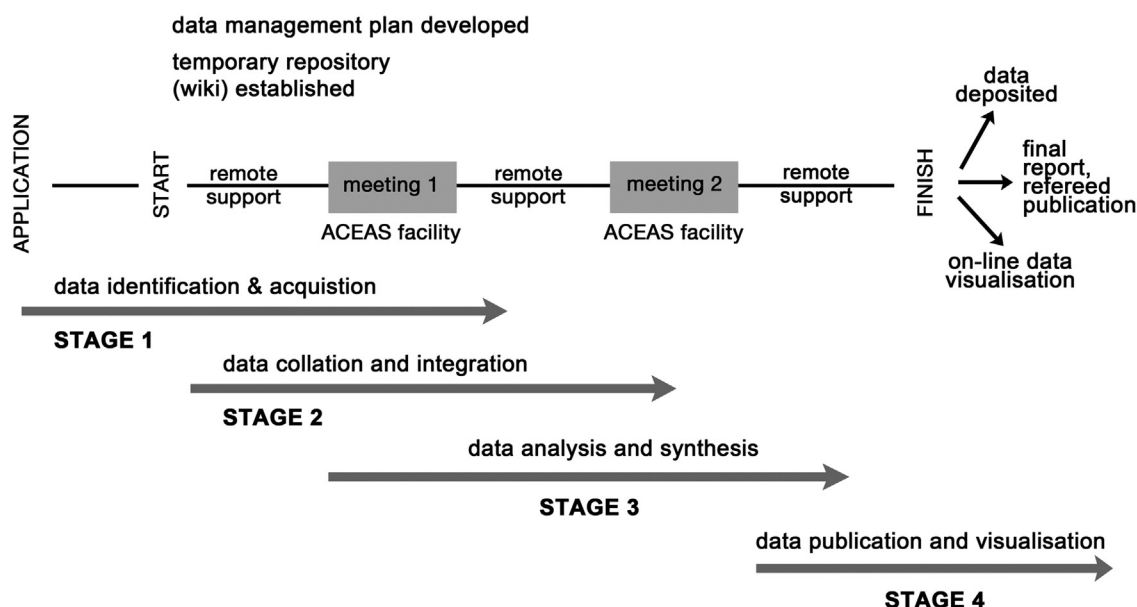 data management plan developed
temporary repository
(wiki) established
APPLICATION
START
remote
support
meeting 1
ACEAS facility
remote
support
meeting 2
ACEAS facility
remote
support
FINISH
data
deposited
final
report,
refereed
publication
on-line data
visualisation
data identification & acquistion
STAGE 1
data collation and integration
STAGE 2
data analysis and synthesis
STAGE 3
data publication and visualisation
STAGE 4